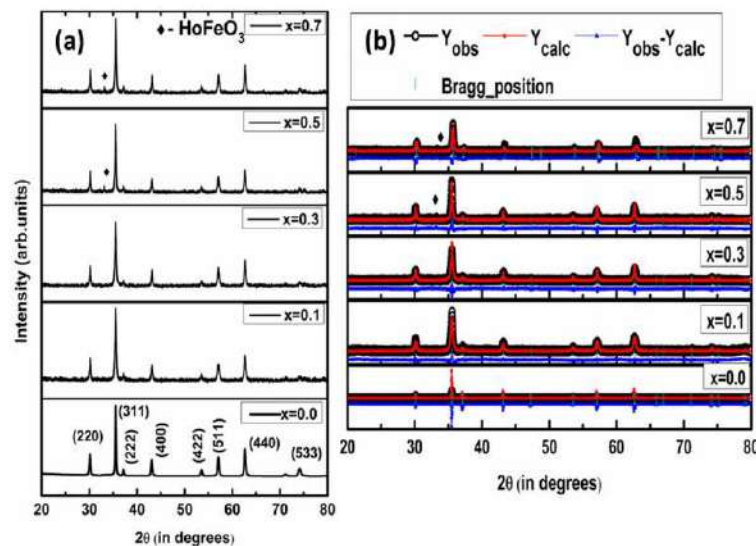 (a)
♦- HoFeO3
x=0.7
x=0.5
x=0.3
x=0.1
x=0.0
(220)
(311)
(222)
(400)
(422)
(511)
(440)
(533)
Intensity (arb.units)
20 30 40 50 60 70 80
2θ (in degrees)
(b)
Yobs
Ycalc
Yobs-Ycalc
Bragg_position
x=0.7
x=0.5
x=0.3
x=0.1
x=0.0
20 30 40 50 60 70 80
2θ (in degrees)